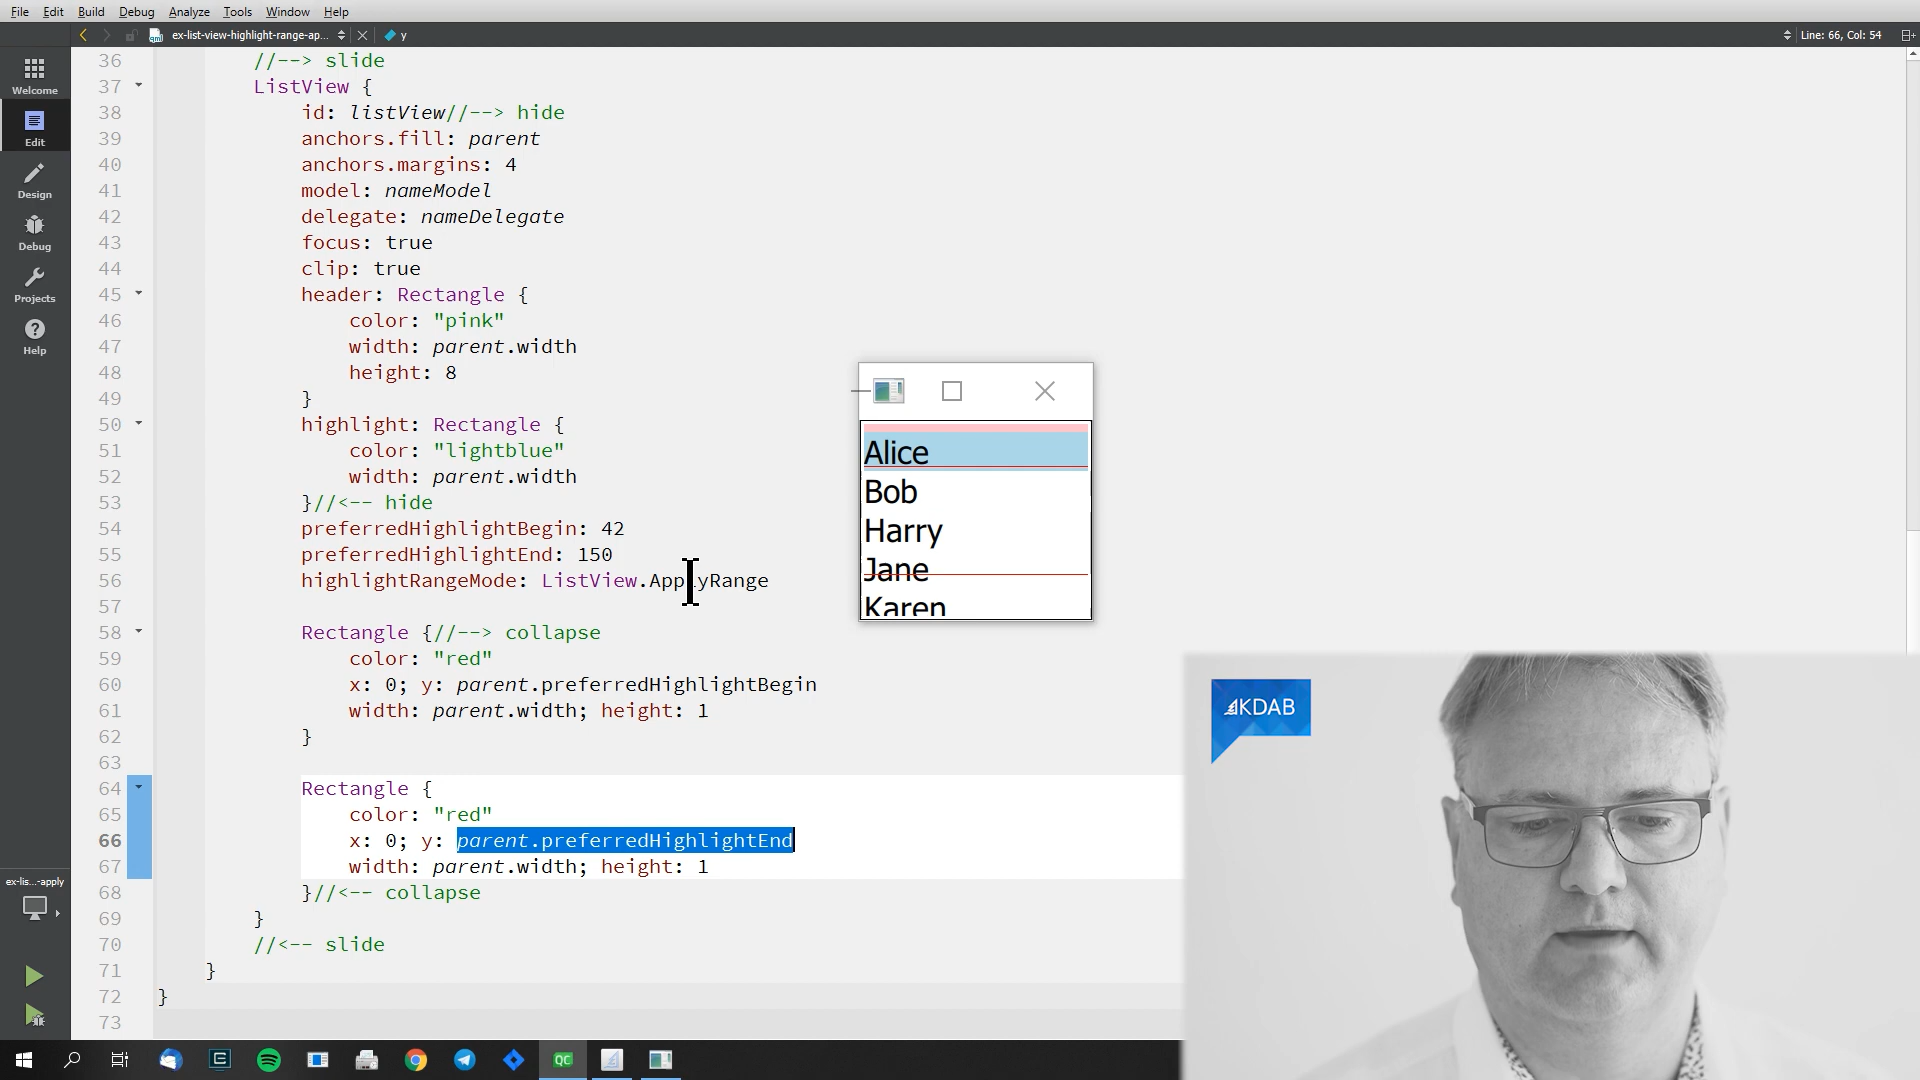 File Edit Build Debug Analyze Tools Window Help
ex-list-view-highlight-range-ap... y Line: 66, Col: 54
Welcome
Edit
Design
Debug
Projects
Help
ex-lis...-apply
36 //--> slide
37 ListView {
38 id: listView//--> hide
39 anchors.fill: parent
40 anchors.margins: 4
41 model: nameModel
42 delegate: nameDelegate
43 focus: true
44 clip: true
45 header: Rectangle {
46 color: "pink"
47 width: parent.width
48 height: 8
49 }
50 highlight: Rectangle {
51 color: "lightblue"
52 width: parent.width
53 }//<-- hide
54 preferredHighlightBegin: 42
55 preferredHighlightEnd: 150
56 highlightRangeMode: ListView.ApplyRange
57
58 Rectangle {//--> collapse
59 color: "red"
60 x: 0; y: parent.preferredHighlightBegin
61 width: parent.width; height: 1
62 }
63
64 Rectangle {
65 color: "red"
66 x: 0; y: parent.preferredHighlightEnd
67 width: parent.width; height: 1
68 }//<-- collapse
69 }
70 //<-- slide
71 }
72 }
73
Alice
Bob
Harry
Jane
Karen
KDAB
QC